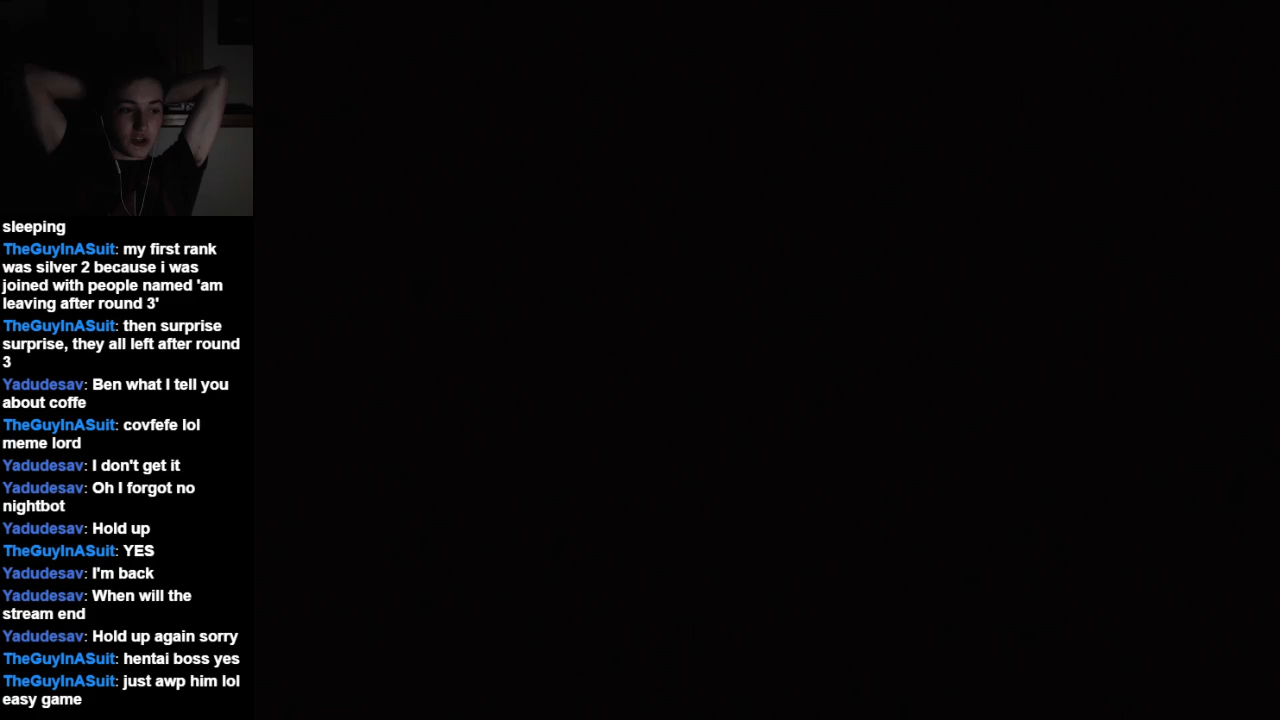 sleeping
TheGuyInASuit: my first rank
was silver 2 because i was
joined with people named 'am
leaving after round 3'
TheGuyInASuit: then surprise
surprise, they all left after round
3
Yadudesav: Ben what I tell you
about coffe
TheGuyInASuit: covfefe lol
meme lord
Yadudesav: I don't get it
Yadudesav: Oh I forgot no
nightbot
Yadudesav: Hold up
TheGuyInASuit: YES
Yadudesav: I'm back
Yadudesav: When will the
stream end
Yadudesav: Hold up again sorry
TheGuyInASuit: hentai boss yes
TheGuyInASuit: just awp him lol
easy game